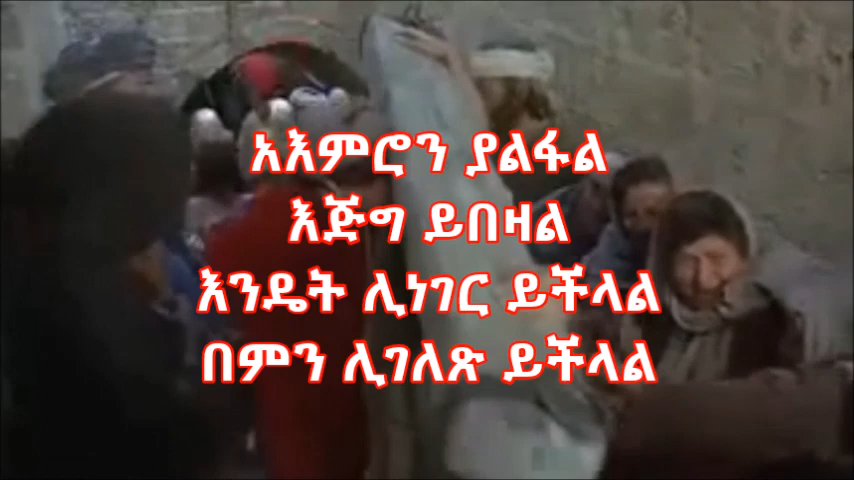 አእምሮን ያልፋል
እጅግ ይበዛል
እንዴት ሊነገር ይችላል
በምን ሊገለጽ ይችላል